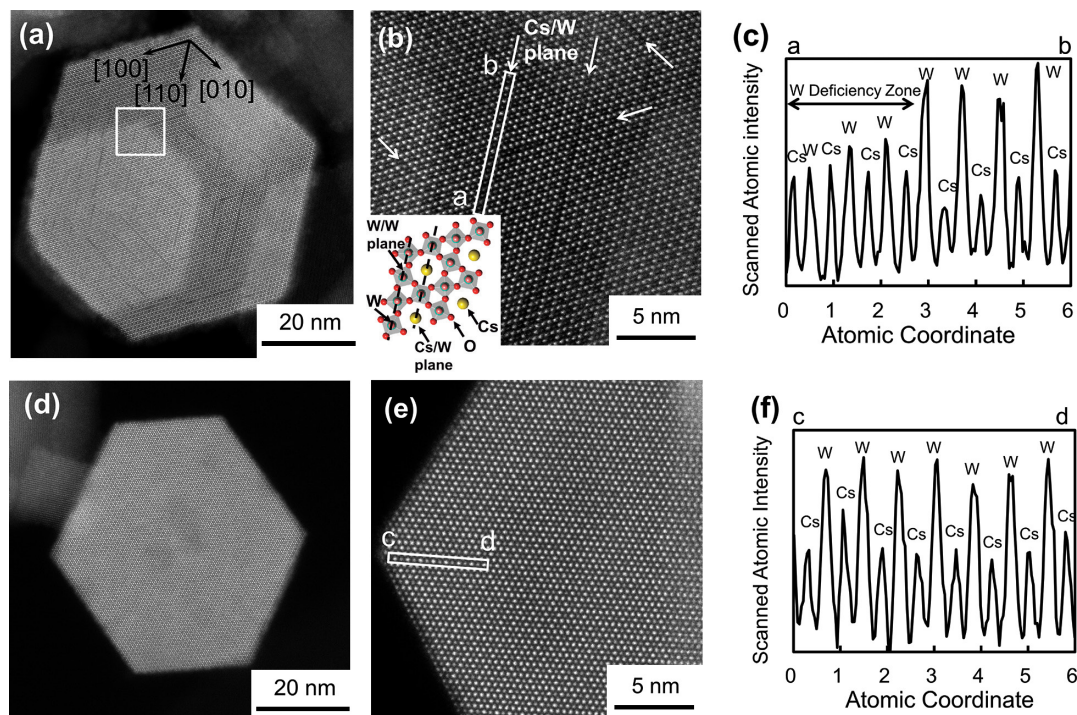 (a)
[100]
[110]
[010]
20 nm
(b)
Cs/W
plane
b
a
W/W
plane
W
Cs/W
plane
O
Cs
5 nm
(c)
a
b
W Deficiency Zone
Cs
W
Cs
W
Cs
W
Cs
W
Cs
W
Cs
W
Cs
W
Cs
Scanned Atomic intensity
0 1 2 3 4 5 6
Atomic Coordinate
(d)
20 nm
(e)
c
d
5 nm
(f)
c
d
Cs
W
Cs
W
Cs
W
Cs
W
Cs
W
Cs
W
Cs
W
Cs
Scanned Atomic Intensity
0 1 2 3 4 5 6
Atomic Coordinate